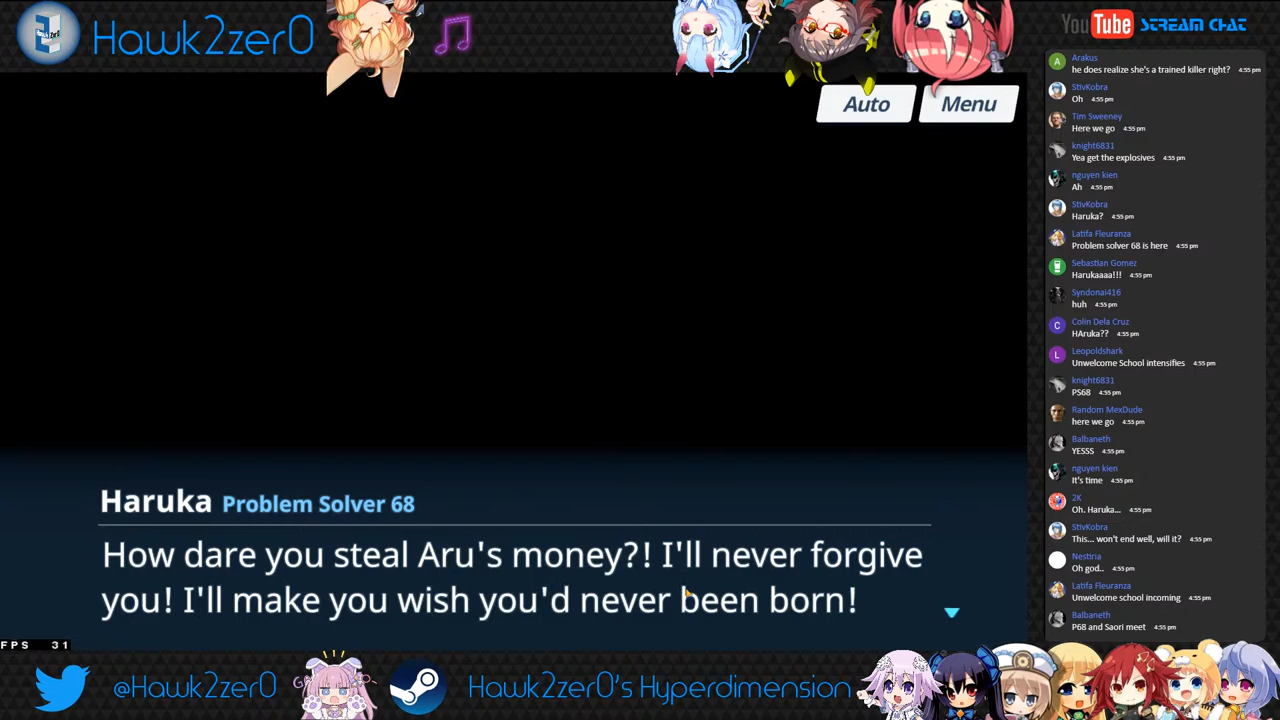 Hawk2zer0
YouTube STREAM CHAT
Auto
Menu
Haruka Problem Solver 68
How dare you steal Aru's money?! I'll never forgive
you! I'll make you wish you'd never been born!
FPS 31
@Hawk2zer0
Hawk2zer0's Hyperdimension
A Arakus
he does realize she's a trained killer right? 4:55 pm
StivKobra
Oh 4:55 pm
Tim Sweeney
Here we go 4:55 pm
knight6831
Yea get the explosives 4:55 pm
nguyen kien
Ah 4:55 pm
StivKobra
Haruka? 4:55 pm
Latifa Fleuranza
Problem solver 68 is here 4:55 pm
Sebastian Gomez
Harukaaaa!!! 4:55 pm
Syndonai416
huh 4:55 pm
C Colin Dela Cruz
HAruka?? 4:55 pm
L Leopoldshark
Unwelcome School intensifies 4:55 pm
knight6831
PS68 4:55 pm
Random MexDude
here we go 4:55 pm
Balbaneth
YESSS 4:55 pm
nguyen kien
It's time 4:55 pm
2K
Oh. Haruka... 4:55 pm
StivKobra
This... won't end well, will it? 4:55 pm
Nestiria
Oh god.. 4:55 pm
Latifa Fleuranza
Unwelcome school incoming 4:55 pm
Balbaneth
P68 and Saori meet 4:55 pm